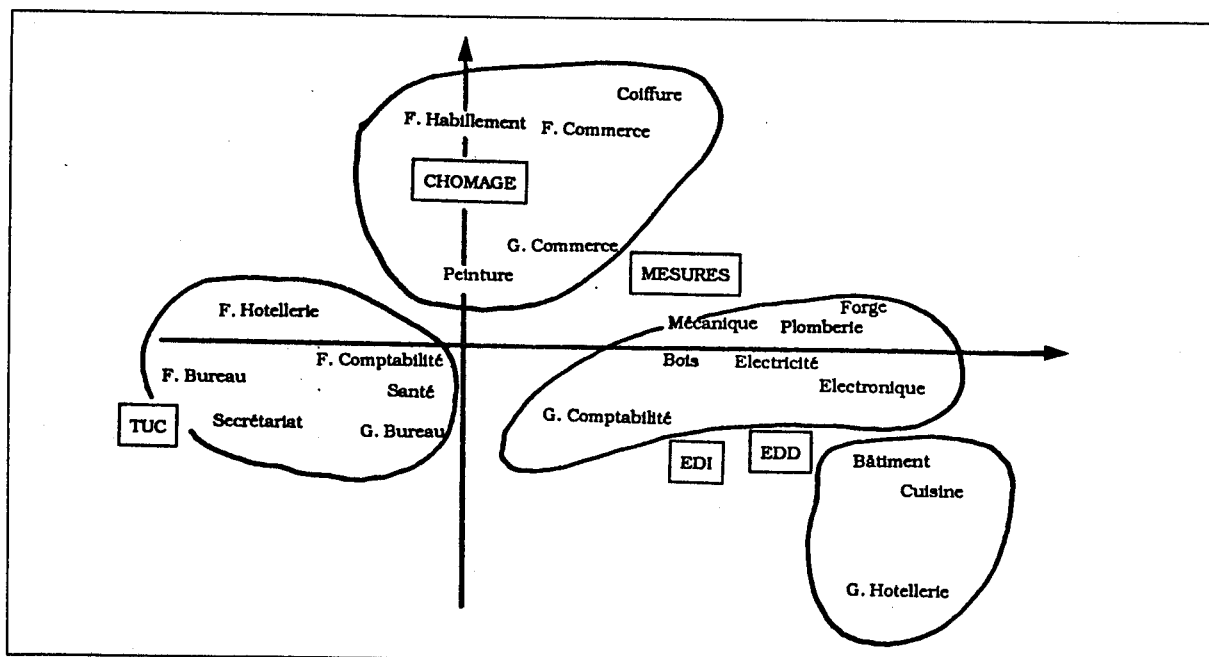 Coiffure
F. Habillement
F. Commerce
CHOMAGE
G. Commerce
Peinture
MESURES
F. Hotellerie
Forge
Mécanique
Plomberie
F. Comptabilité
Bois
Electricité
F. Bureau
Santé
Electronique
Secrétariat
G. Comptabilité
TUC
G. Bureau
EDI
EDD
Bâtiment
Cuisine
G. Hotellerie